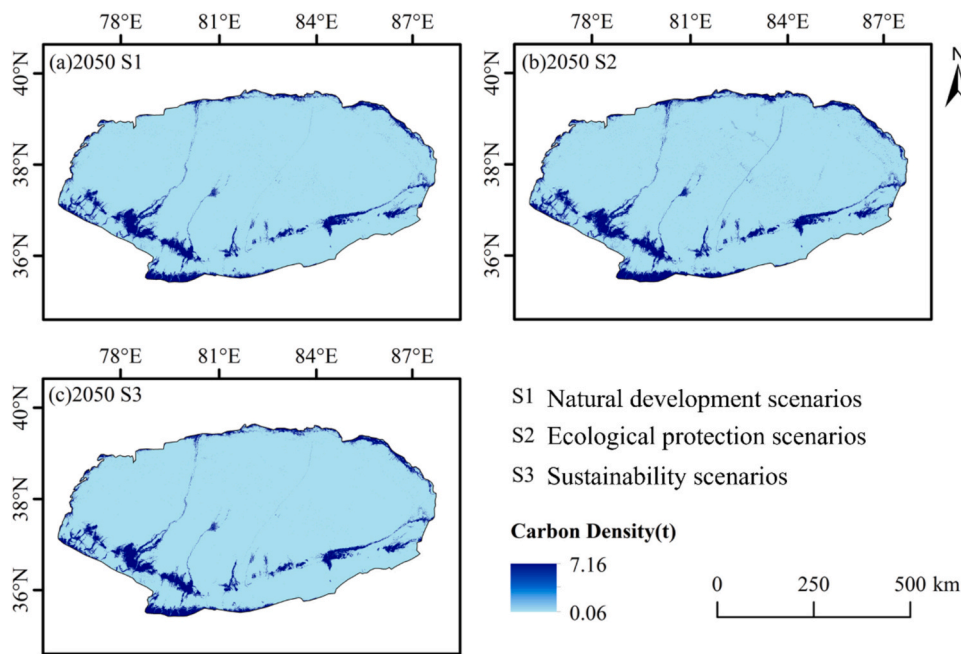 78°E 81°E 84°E 87°E 78°E 81°E 84°E 87°E
(a)2050 S1
(b)2050 S2
N
40°N
38°N
36°N
40°N
38°N
36°N
78°E 81°E 84°E 87°E
(c)2050 S3
40°N
38°N
36°N
S1 Natural development scenarios
S2 Ecological protection scenarios
S3 Sustainability scenarios
Carbon Density(t)
7.16
0.06
0 250 500 km